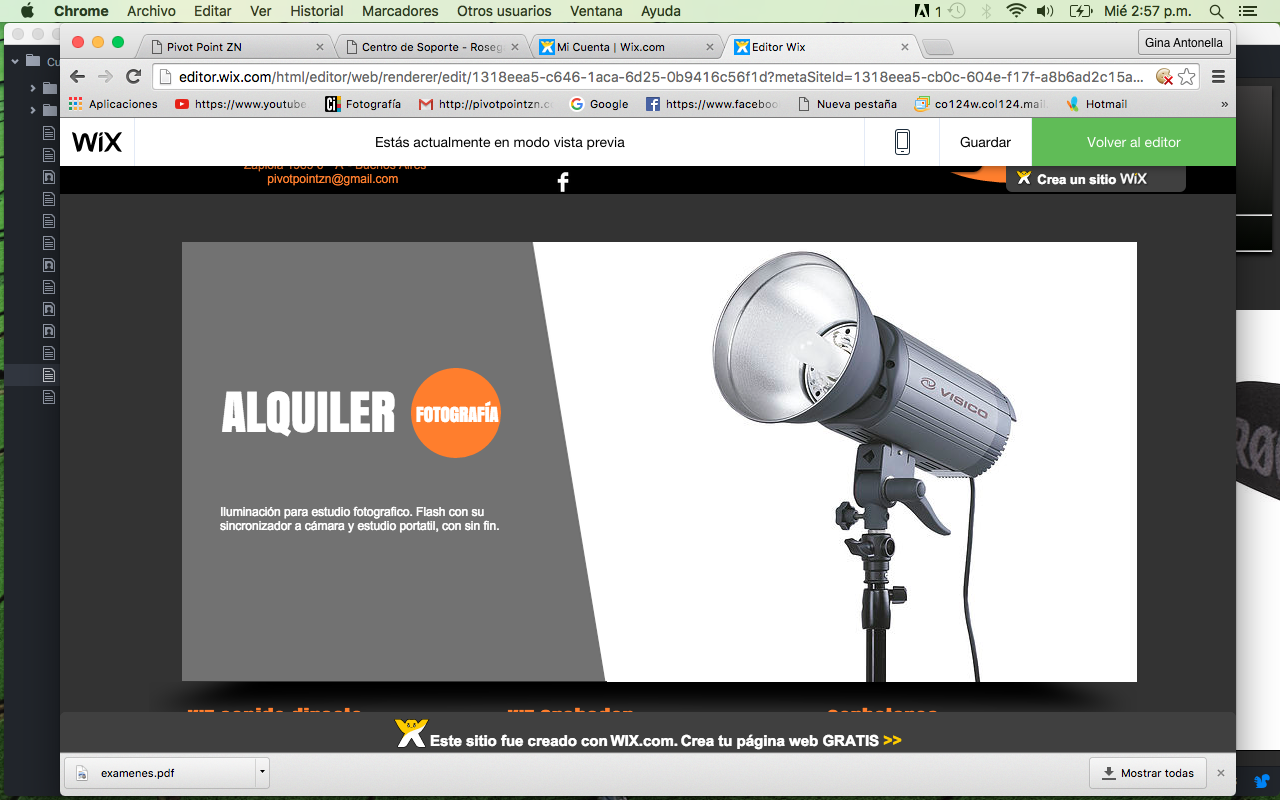 Chrome Archivo Editar Ver Historial Marcadores Otros usuarios Ventana Ayuda 1 Mié 2:57 p.m.
Pivot Point ZN Centro de Soporte - Roseg Mi Cuenta | Wix.com Editor Wix Gina Antonella
editor.wix.com/html/editor/web/renderer/edit/1318eea5-c646-1aca-6d25-0b9416c56f1d?metaSiteId=1318eea5-cb0c-604e-f17f-a8b6ad2c15a...
Aplicaciones https://www.youtube Fotografía http://pivotpointzn.c Google https://www.faceboo Nueva pestaña co124w.col124.mail Hotmail »
WiX Estás actualmente en modo vista previa Guardar Volver al editor
pivotpointzn@gmail.com
Crea un sitio WiX
VISICO
ALQUILER FOTOGRAFÍA
Iluminación para estudio fotografico. Flash con su
sincronizador a cámara y estudio portatil, con sin fin.
Este sitio fue creado con WIX.com. Crea tu página web GRATIS >>
examenes.pdf Mostrar todas